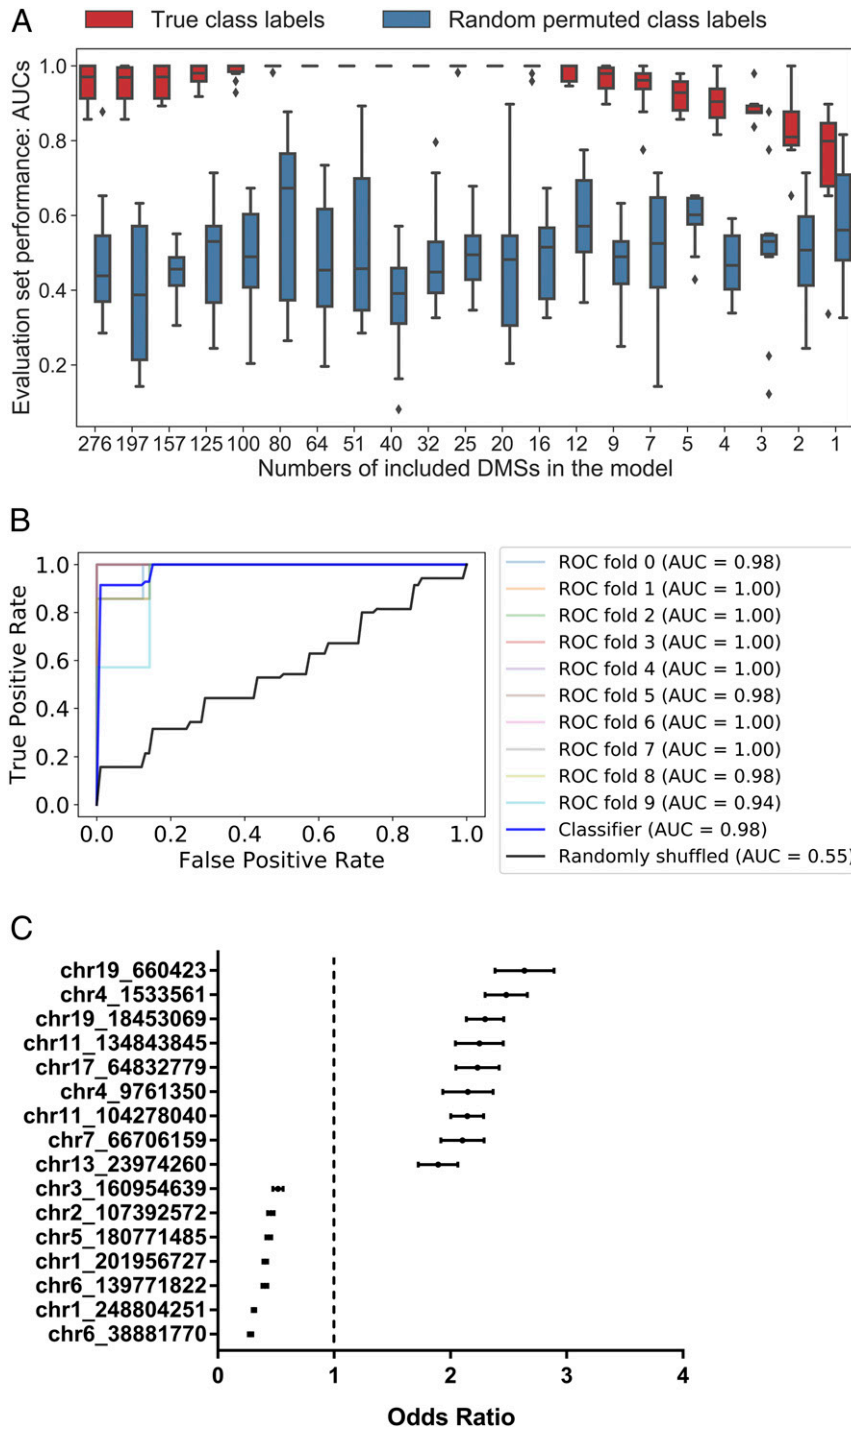 A
True class labels
Random permuted class labels
Evaluation set performance: AUCs
1.0
0.8
0.6
0.4
0.2
276 197 157 125 100 80 64 51 40 32 25 20 16 12 9 7 5 4 3 2 1
Numbers of included DMSs in the model
B
True Positive Rate
1.0
0.8
0.6
0.4
0.2
0.0
0.0 0.2 0.4 0.6 0.8 1.0
False Positive Rate
ROC fold 0 (AUC = 0.98)
ROC fold 1 (AUC = 1.00)
ROC fold 2 (AUC = 1.00)
ROC fold 3 (AUC = 1.00)
ROC fold 4 (AUC = 1.00)
ROC fold 5 (AUC = 0.98)
ROC fold 6 (AUC = 1.00)
ROC fold 7 (AUC = 1.00)
ROC fold 8 (AUC = 0.98)
ROC fold 9 (AUC = 0.94)
Classifier (AUC = 0.98)
Randomly shuffled (AUC = 0.55)
C
chr19_660423
chr4_1533561
chr19_18453069
chr11_134843845
chr17_64832779
chr4_9761350
chr11_104278040
chr7_66706159
chr13_23974260
chr3_160954639
chr2_107392572
chr5_180771485
chr1_201956727
chr6_139771822
chr1_248804251
chr6_38881770
0 1 2 3 4
Odds Ratio